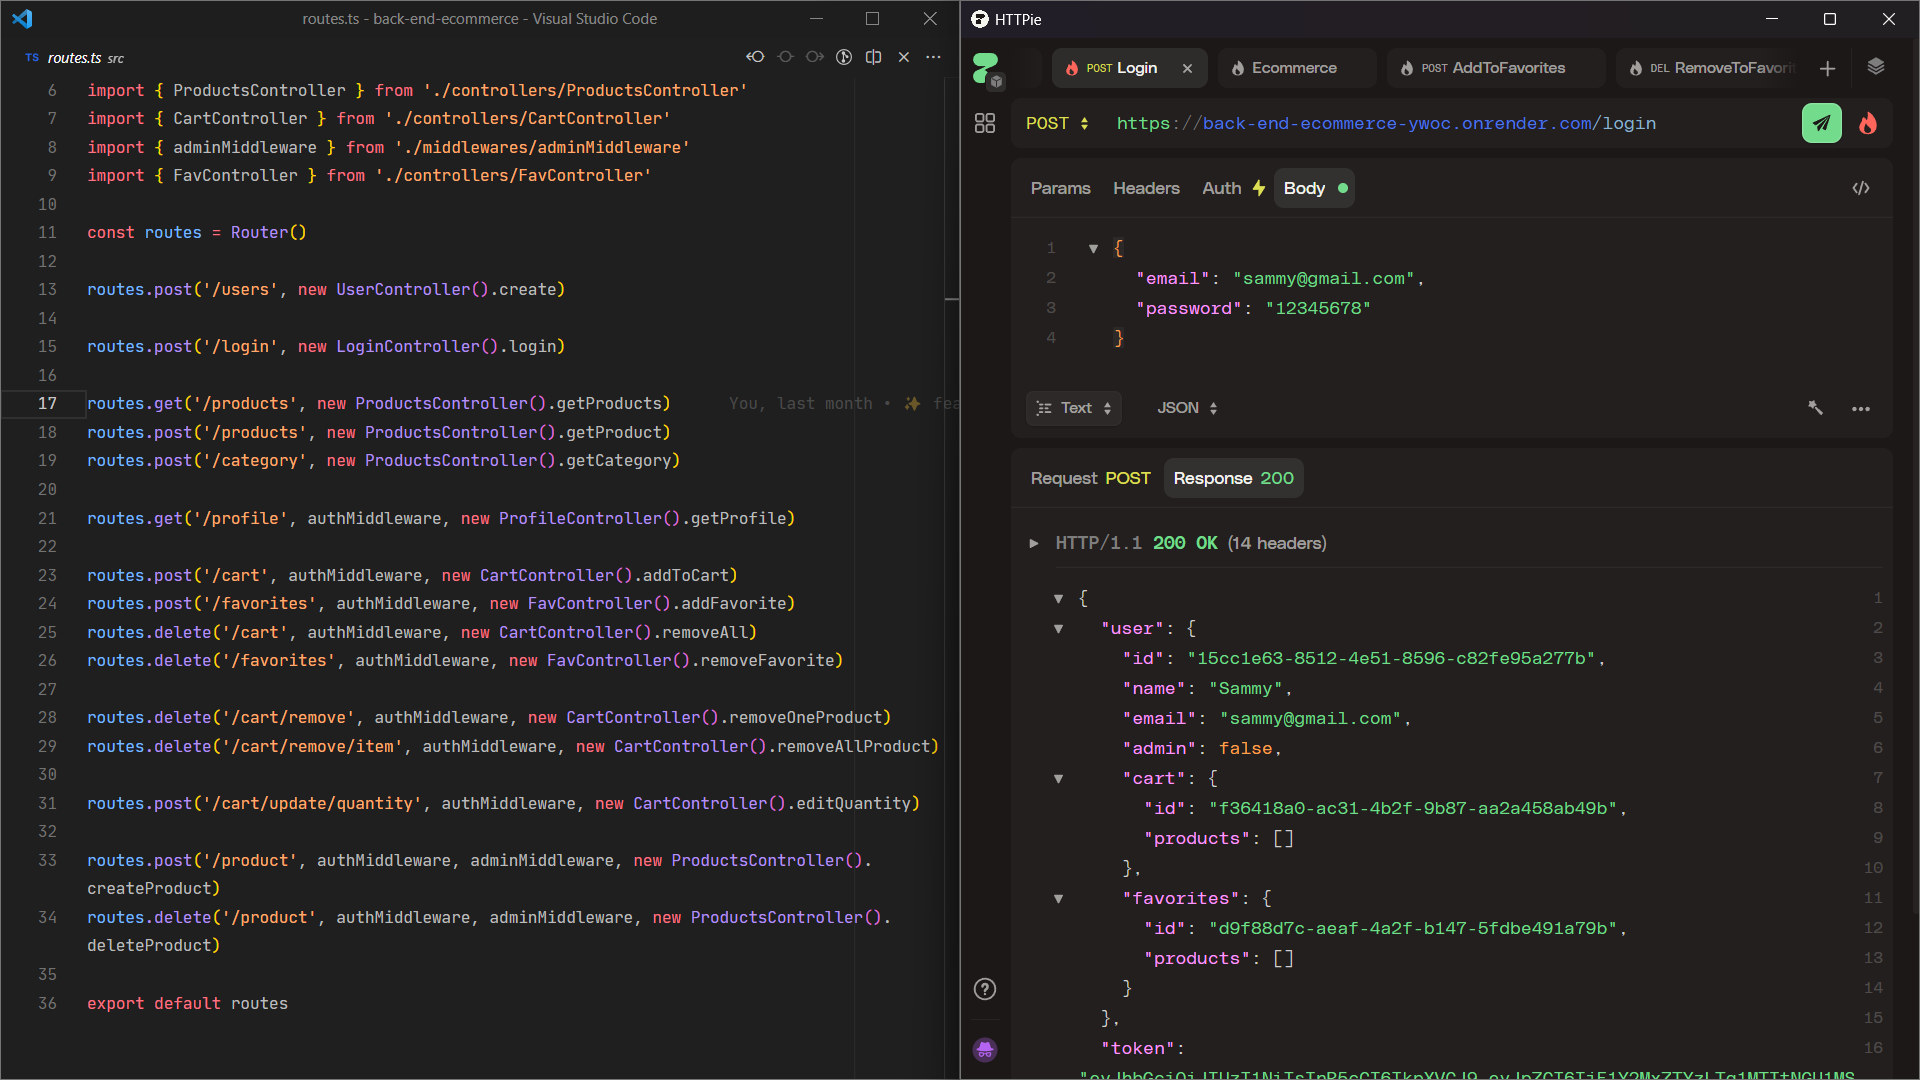 routes.ts - back-end-ecommerce - Visual Studio Code
TS routes.ts src
6 import { ProductsController } from './controllers/ProductsController'
7 import { CartController } from './controllers/CartController'
8 import { adminMiddleware } from './middlewares/adminMiddleware'
9 import { FavController } from './controllers/FavController'
10
11 const routes = Router()
12
13 routes.post('/users', new UserController().create)
14
15 routes.post('/login', new LoginController().login)
16
17 routes.get('/products', new ProductsController().getProducts) You, last month • ✨ fea
18 routes.post('/products', new ProductsController().getProduct)
19 routes.post('/category', new ProductsController().getCategory)
20
21 routes.get('/profile', authMiddleware, new ProfileController().getProfile)
22
23 routes.post('/cart', authMiddleware, new CartController().addToCart)
24 routes.post('/favorites', authMiddleware, new FavController().addFavorite)
25 routes.delete('/cart', authMiddleware, new CartController().removeAll)
26 routes.delete('/favorites', authMiddleware, new FavController().removeFavorite)
27
28 routes.delete('/cart/remove', authMiddleware, new CartController().removeOneProduct)
29 routes.delete('/cart/remove/item', authMiddleware, new CartController().removeAllProduct)
30
31 routes.post('/cart/update/quantity', authMiddleware, new CartController().editQuantity)
32
33 routes.post('/product', authMiddleware, adminMiddleware, new ProductsController().
createProduct)
34 routes.delete('/product', authMiddleware, adminMiddleware, new ProductsController().
deleteProduct)
35
36 export default routes
HTTPie
POST Login Ecommerce POST AddToFavorites DEL RemoveToFavorit
POST https://back-end-ecommerce-ywoc.onrender.com/login
Params Headers Auth Body
1 {
2 "email": "sammy@gmail.com",
3 "password": "12345678"
4 }
Text JSON
Request POST Response 200
HTTP/1.1 200 OK (14 headers)
{ 1
"user": { 2
"id": "15cc1e63-8512-4e51-8596-c82fe95a277b", 3
"name": "Sammy", 4
"email": "sammy@gmail.com", 5
"admin": false, 6
"cart": { 7
"id": "f36418a0-ac31-4b2f-9b87-aa2a458ab49b", 8
"products": [] 9
}, 10
"favorites": { 11
"id": "d9f88d7c-aeaf-4a2f-b147-5fdbe491a79b", 12
"products": [] 13
} 14
}, 15
"token": 16